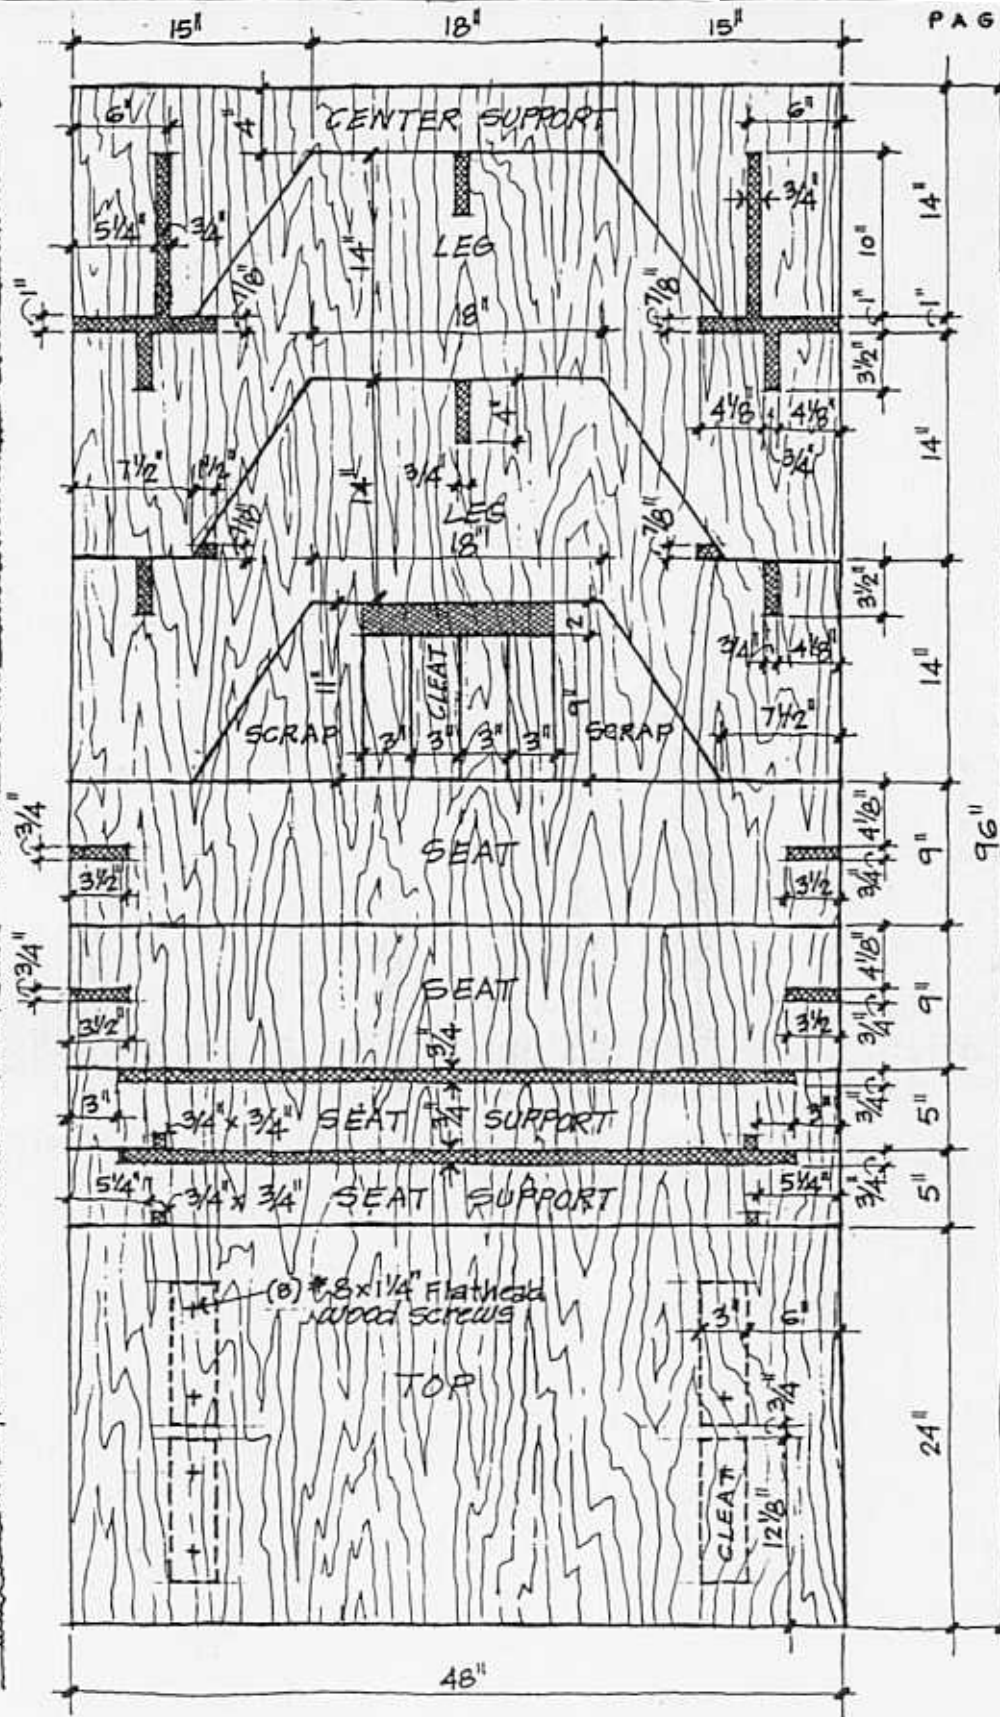 PAG
15" 18" 15"
6" 4" CENTER SUPPORT 6"
5 1/4" 3/4" 14" LEG 3/4" 10" 14"
1" 7/8" 18" 7/8" 1" 1"
3 1/2"
4" 4 1/8" 4 1/8"
3/4"
14"
7 1/2" 1 1/2" 14" 3/4" LEG
7/8" 18" 7/8"
3 1/2"
2"
3/4" 4 1/8"
14"
11" CLEAT 9" 7 1/2"
SCRAP 3" 3" 3" 3" SCRAP
96"
3/4" SEAT 4 1/8" 9"
3 1/2" 3 1/2 3/4"
3/4" SEAT 4 1/8" 9"
3 1/2" 3 1/2 3/4"
3/4"
3" 3/4" x 3/4" SEAT 3/4" SUPPORT 3" 3/4" 5"
5 1/4" 3/4" x 3/4" SEAT SUPPORT 5 1/4" 3/4" 5"
(8) #8x1 1/4" Flathead
wood screws
3" 6"
TOP
3/4"
24"
CLEAT 12 1/8"
48"